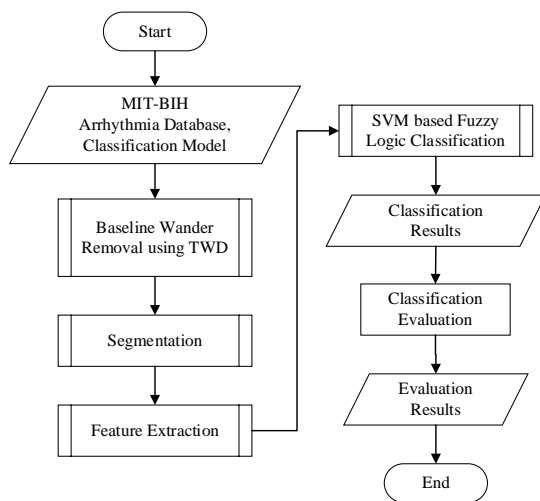 Start
MIT-BIH
Arrhythmia Database,
Classification Model
Baseline Wander
Removal using TWD
Segmentation
Feature Extraction
SVM based Fuzzy
Logic Classification
Classification
Results
Classification
Evaluation
Evaluation
Results
End